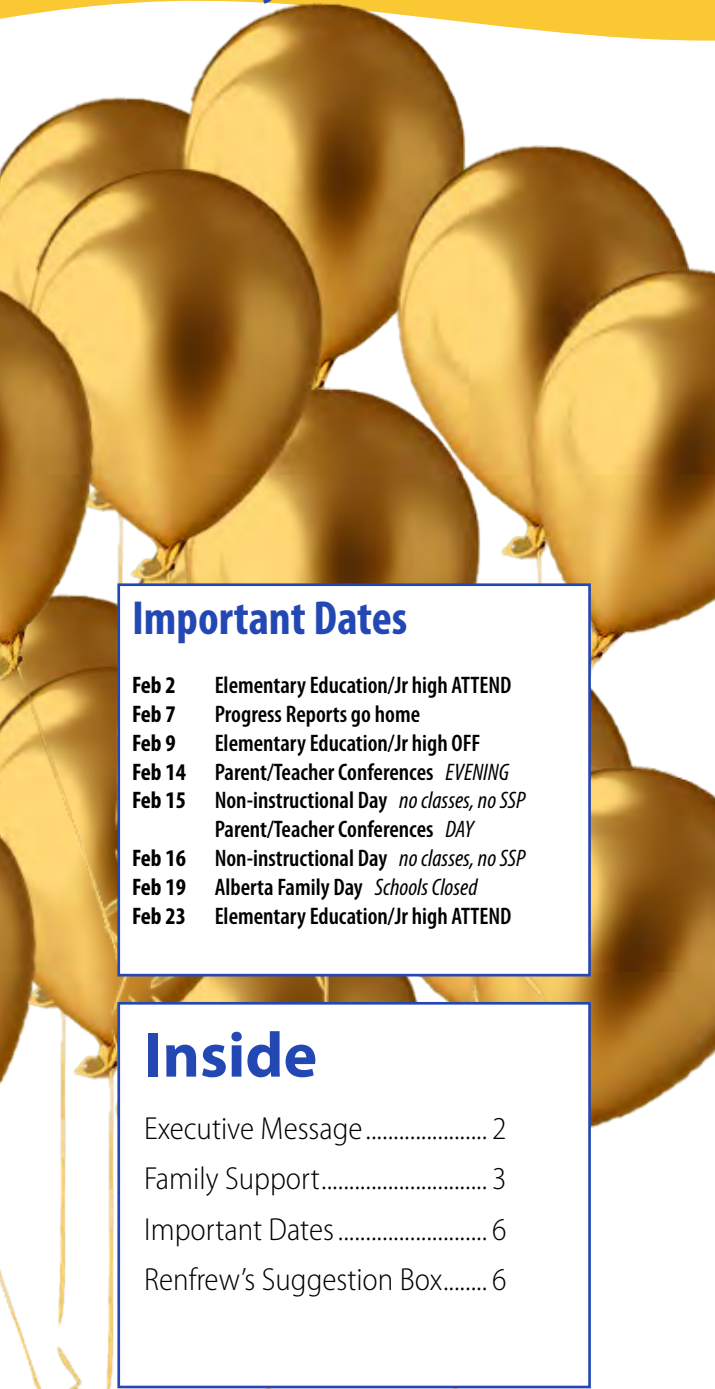 Important Dates
Feb 2 Elementary Education/Jr high ATTEND
Feb 7 Progress Reports go home
Feb 9 Elementary Education/Jr high OFF
Feb 14 Parent/Teacher Conferences EVENING
Feb 15 Non-instructional Day no classes, no SSP
Parent/Teacher Conferences DAY
Feb 16 Non-instructional Day no classes, no SSP
Feb 19 Alberta Family Day Schools Closed
Feb 23 Elementary Education/Jr high ATTEND
Inside
Executive Message ...................... 2
Family Support.............................. 3
Important Dates ........................... 6
Renfrew's Suggestion Box........ 6